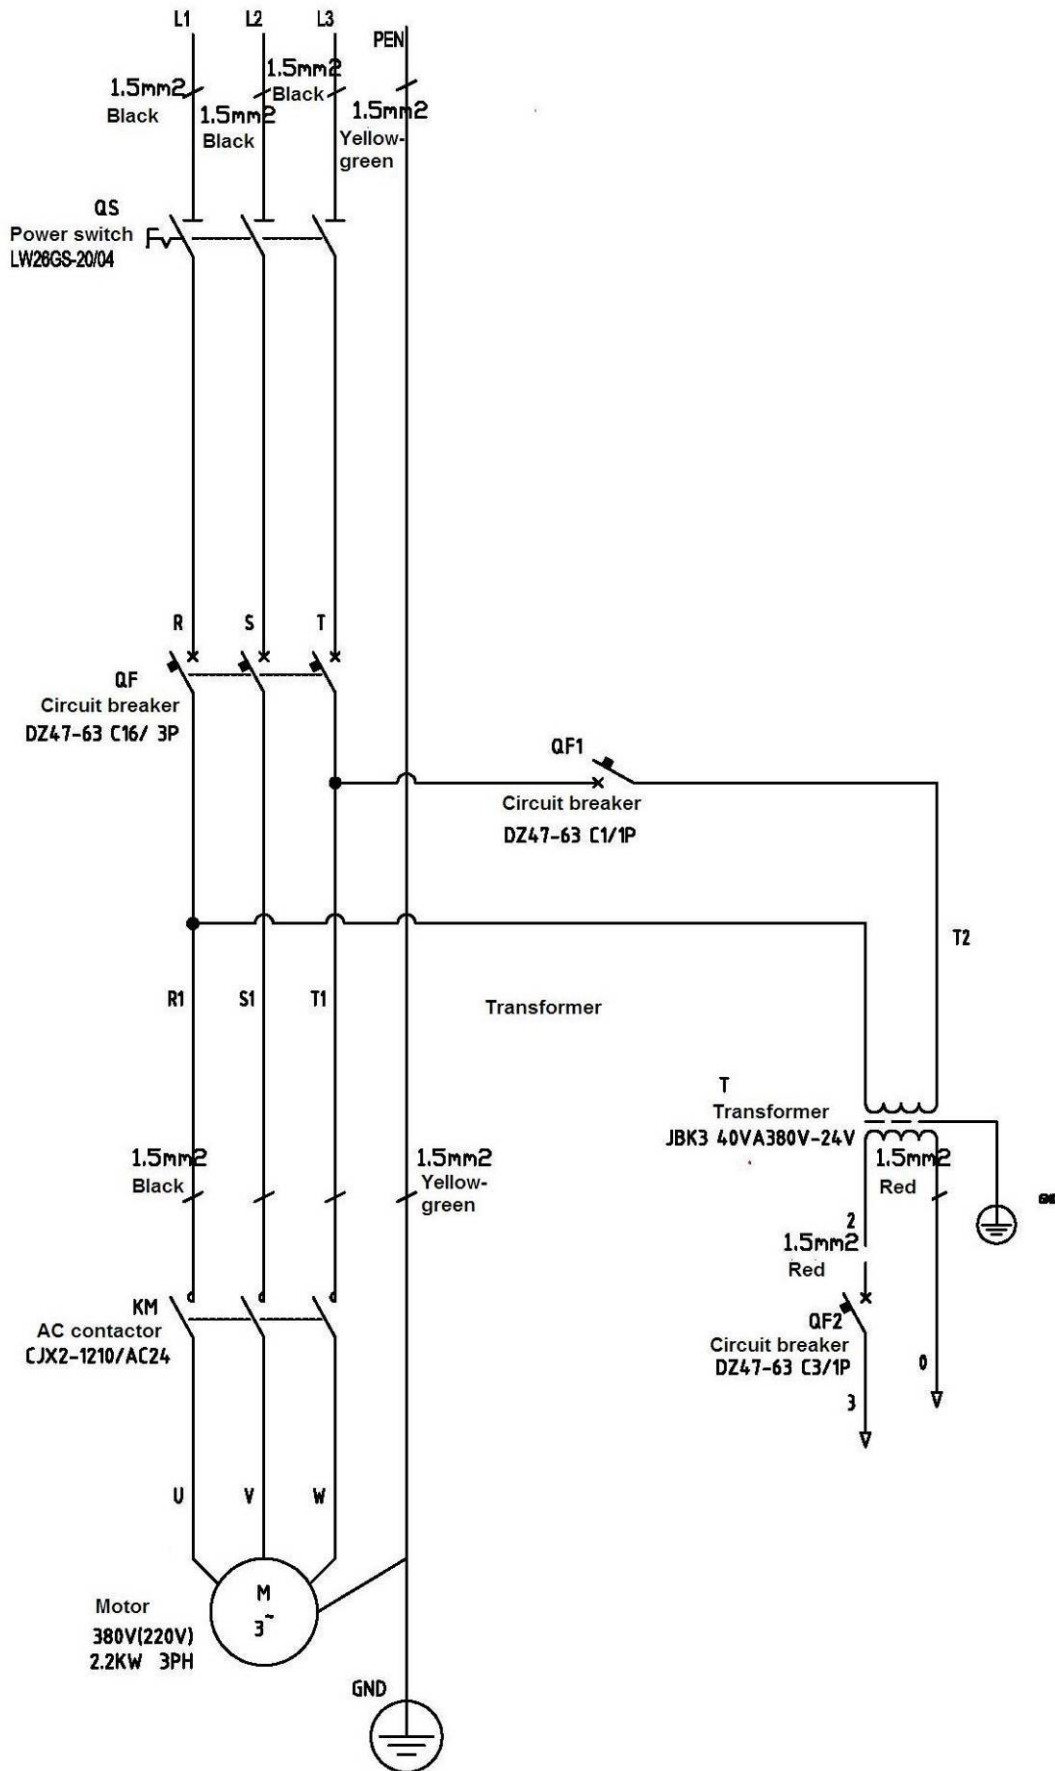 L1
L2
L3
PEN
1.5mm2
Black
1.5mm2
Black
1.5mm2
Black
1.5mm2
Yellow-
green
QS
Power switch
LW26GS-20/04
R
S
T
QF
Circuit breaker
DZ47-63 C16/ 3P
QF1
Circuit breaker
DZ47-63 C1/1P
T2
R1
S1
T1
Transformer
T
Transformer
JBK3 40VA380V-24V
1.5mm2
Black
1.5mm2
Yellow-
green
1.5mm2
Red
2
1.5mm2
Red
KM
AC contactor
CJX2-1210/AC24
QF2
Circuit breaker
DZ47-63 C3/1P
0
3
U
V
W
M
3~
Motor
380V(220V)
2.2KW 3PH
GND